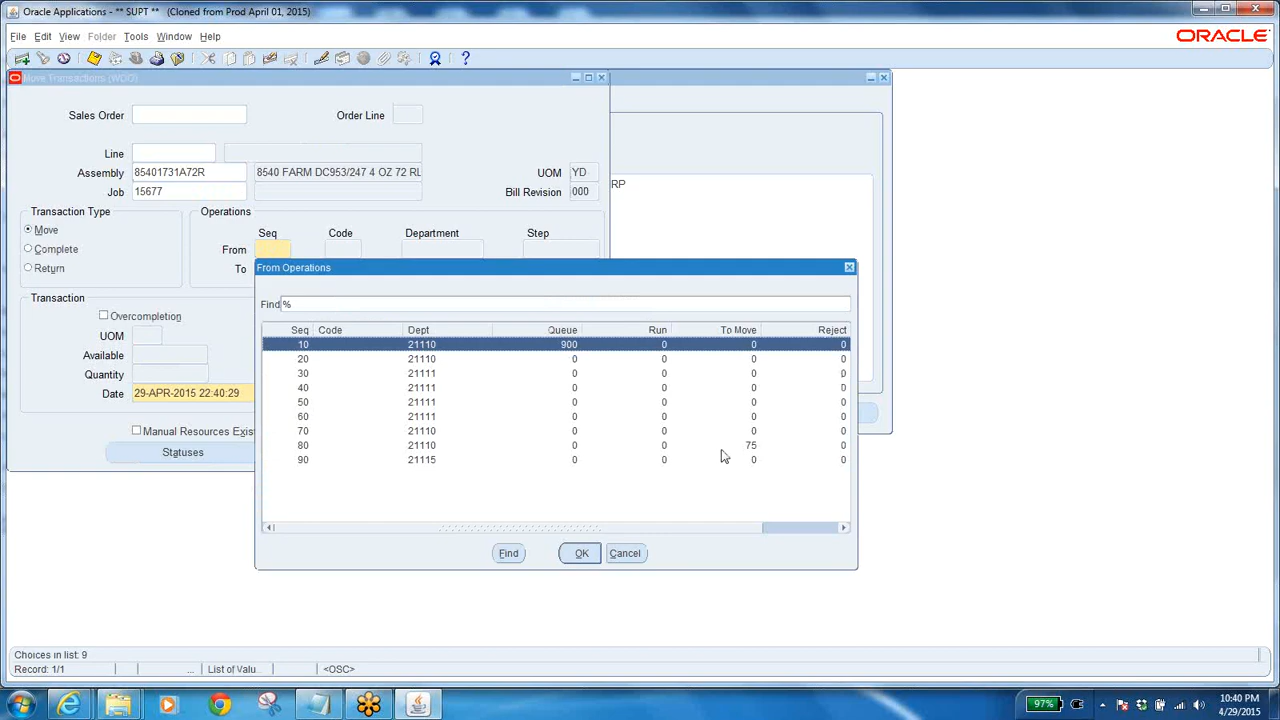 Oracle Applications - ** SUPT **  (Cloned from Prod April 01, 2015)
File Edit View Folder Tools Window Help
ORACLE
Move Transactions (WOO)
Sales Order Order Line
Line
Assembly 85401731A72R 8540 FARM DC953/247 4 OZ 72 RL UOM YD
Job 15677 Bill Revision 000
RP
Transaction Type Operations
Move Seq Code Department Step
Complete From
Return To
From Operations
Transaction
Overcompletion
UOM
Available
Quantity
Date 29-APR-2015 22:40:29
Manual Resources Exist
Statuses
Find %
Seq Code Dept Queue Run To Move Reject
10 21110 900 0 0 0
20 21110 0 0 0 0
30 21111 0 0 0 0
40 21111 0 0 0 0
50 21111 0 0 0 0
60 21111 0 0 0 0
70 21110 0 0 0 0
80 21110 0 0 75 0
90 21115 0 0 0 0
Find OK Cancel
Choices in list: 9
Record: 1/1 ... List of Valu... <OSC>
97% 10:40 PM
4/29/2015